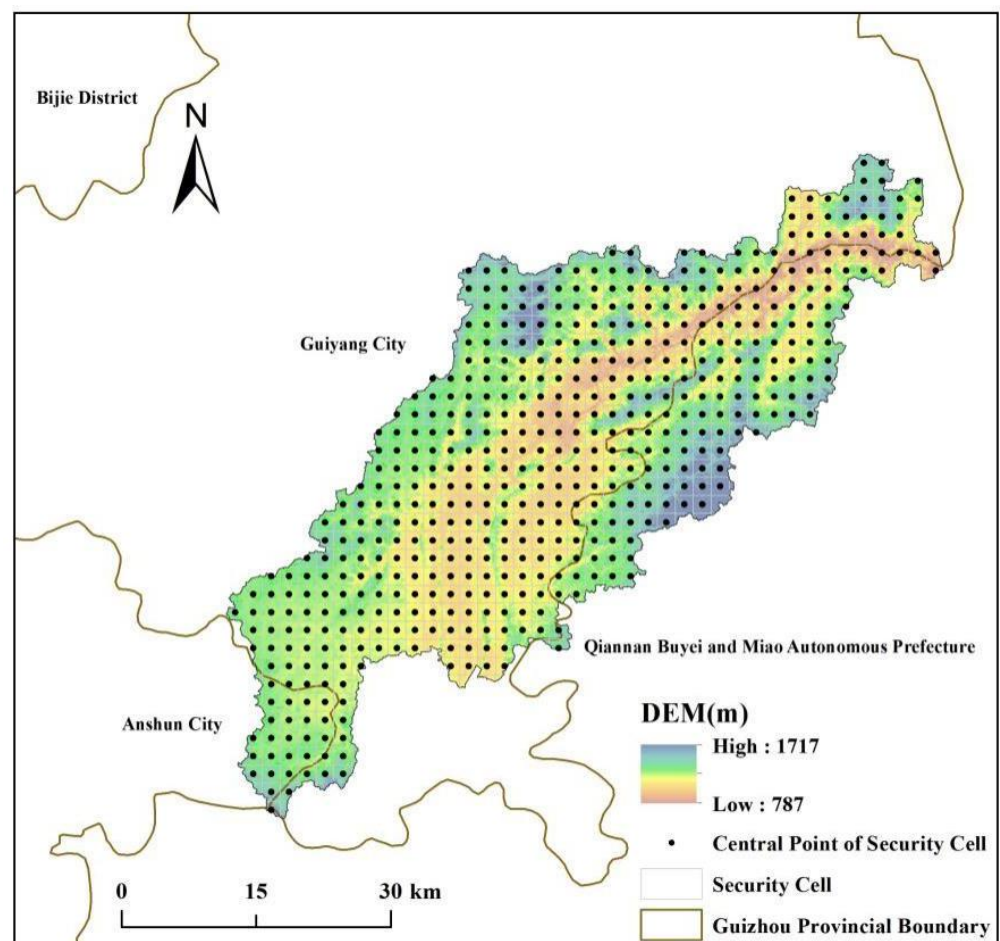 Bijie District
N
Guiyang City
Qiannan Buyei and Miao Autonomous Prefecture
Anshun City
DEM(m)
High : 1717
Low : 787
Central Point of Security Cell
Security Cell
Guizhou Provincial Boundary
0 15 30 km